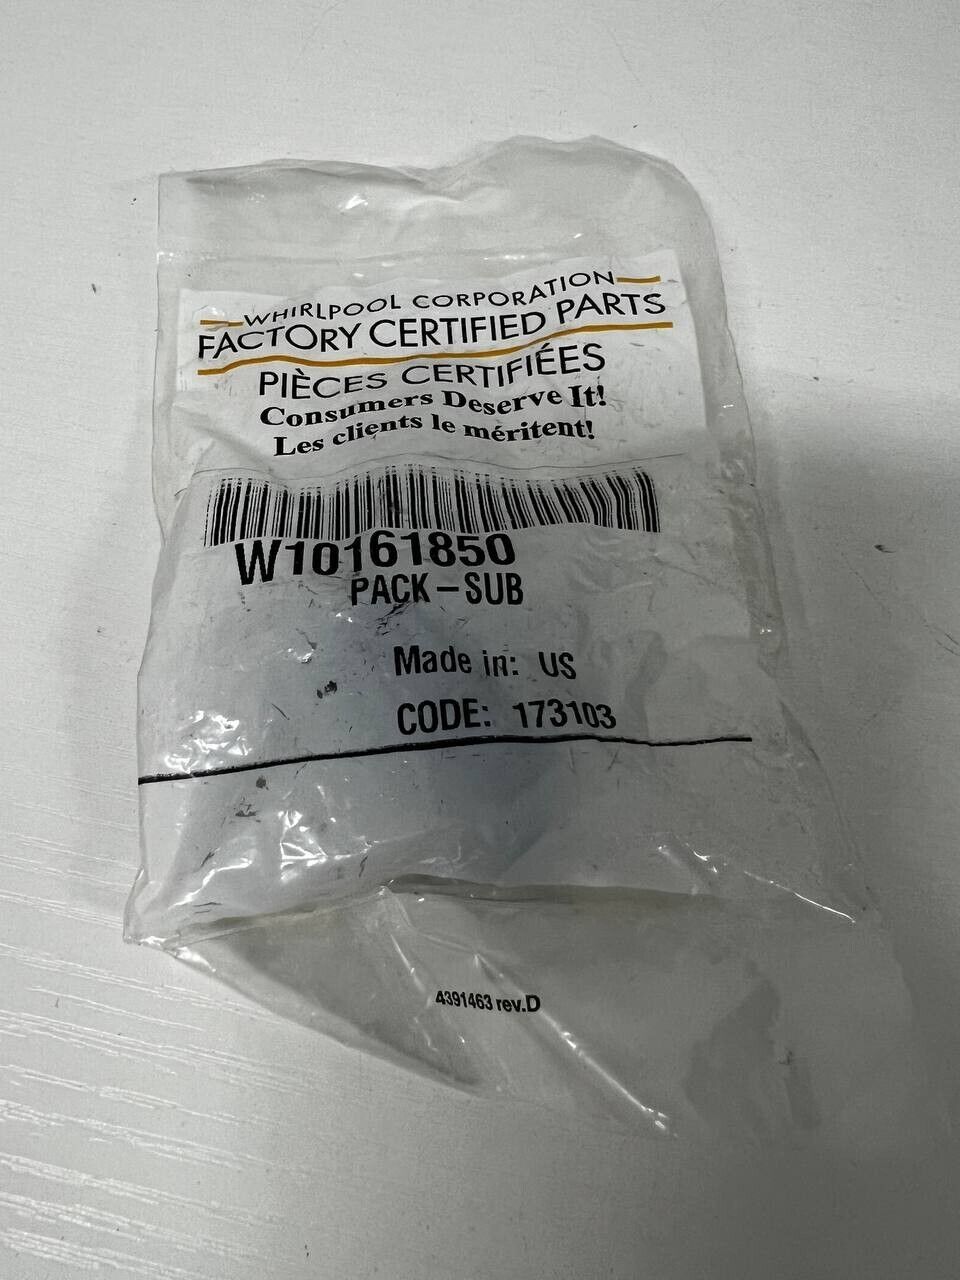 WHIRLPOOL CORPORATION
FACTORY CERTIFIED PARTS
PIÈCES CERTIFIÉES
Consumers Deserve It!
Les clients le méritent!
W10161850
PACK-SUB
Made in: US
CODE: 173103
4391463 rev.D